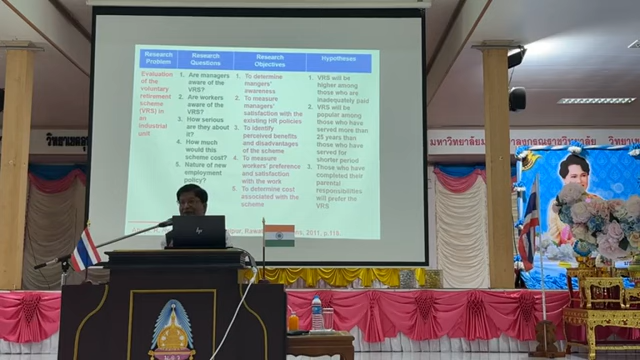 Research Problem
Research Questions
Research Objectives
Hypotheses
Evaluation
of the
voluntary
retirement
scheme
(VRS) in
an
industrial
unit
1. Are managers
aware of the
VRS?
2. Are workers
aware of the
VRS?
3. How serious
are they about
it?
4. How much
would this
scheme cost?
5. Nature of new
employment
policy?
1. To determine
mangers'
awareness
2. To measure
managers'
satisfaction with the
existing HR policies
3. To identify
perceived benefits and
disadvantages
of the scheme
4. To measure
workers' preference
and satisfaction
with the work
5. To determine cost
associated with the
scheme
1. VRS will be
higher among
those who are
inadequately paid
2. VRS will be
popular among
those who have
served more than
25 years than
those who have
served for
shorter period
3. Those who have
completed their
parental
responsibilities
will prefer the
VRS
2011, p.115.
hp